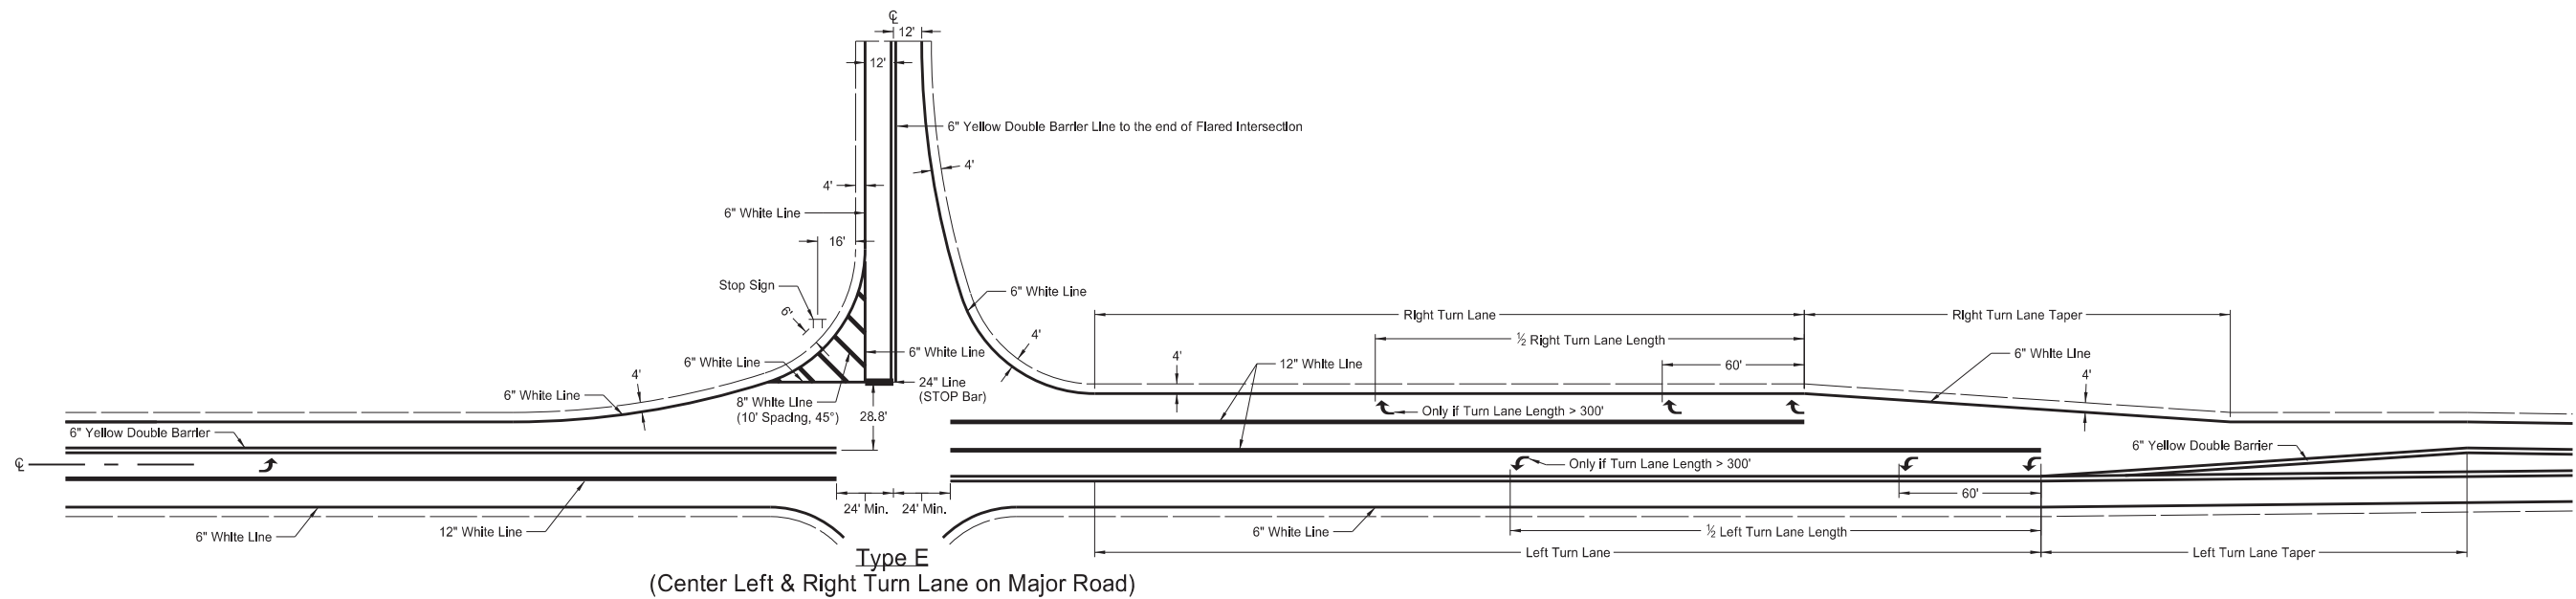 ℄
12'
12'
6" Yellow Double Barrier Line to the end of Flared Intersection
4'
4'
6" White Line
16'
Stop Sign
6'
6" White Line
Right Turn Lane
Right Turn Lane Taper
½ Right Turn Lane Length
4'
6" White Line
6" White Line
6" White Line
4'
12" White Line
60'
4'
4'
24" Line
(STOP Bar)
6" White Line
8" White Line
(10' Spacing, 45°)
28.8'
Only if Turn Lane Length > 300'
6" Yellow Double Barrier
6" Yellow Double Barrier
℄
Only if Turn Lane Length > 300'
60'
24' Min.
24' Min.
6" White Line
12" White Line
6" White Line
½ Left Turn Lane Length
Left Turn Lane
Left Turn Lane Taper
Type E
(Center Left & Right Turn Lane on Major Road)